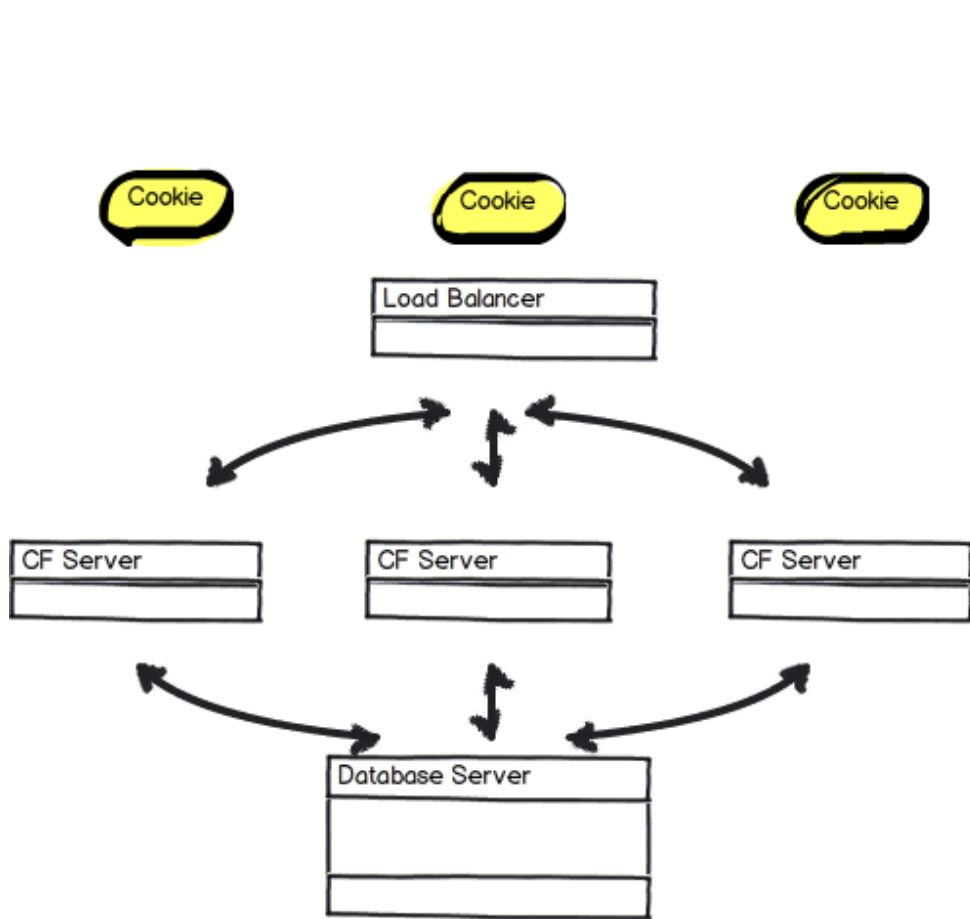 Cookie
Cookie
Cookie
Load Balancer
CF Server
CF Server
CF Server
Database Server